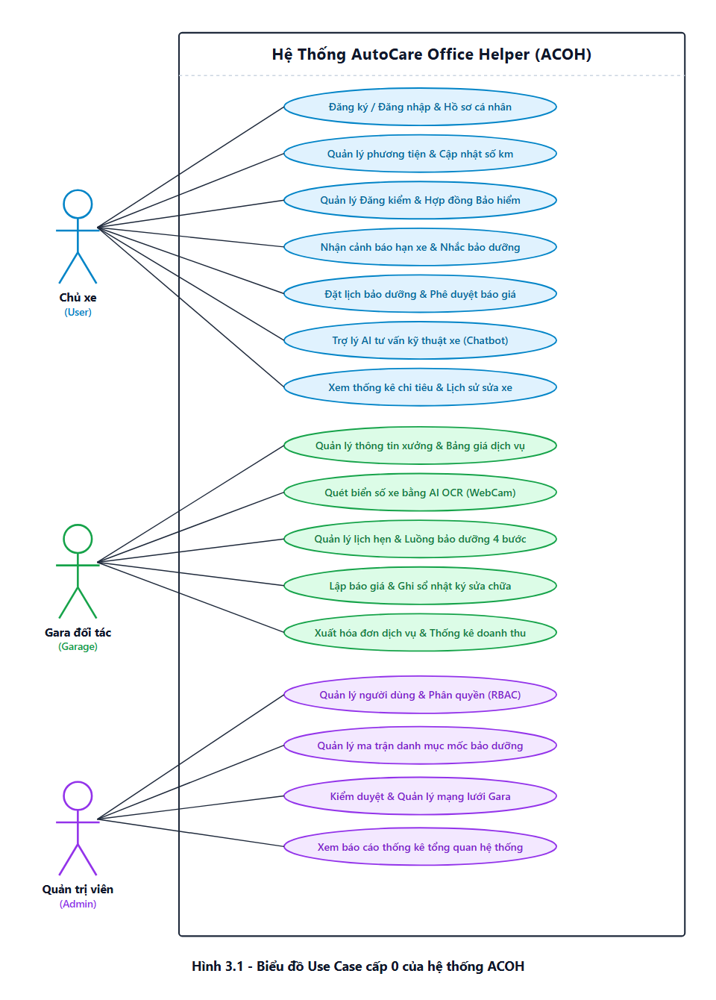 Hệ Thống AutoCare Office Helper (ACOH)
Đăng ký / Đăng nhập & Hồ sơ cá nhân
Quản lý phương tiện & Cập nhật số km
Quản lý Đăng kiểm & Hợp đồng Bảo hiểm
Nhận cảnh báo hạn xe & Nhắc bảo dưỡng
Đặt lịch bảo dưỡng & Phê duyệt báo giá
Trợ lý AI tư vấn kỹ thuật xe (Chatbot)
Xem thống kê chi tiêu & Lịch sử sửa xe
Chủ xe
(User)
Quản lý thông tin xưởng & Bảng giá dịch vụ
Quét biển số xe bằng AI OCR (WebCam)
Quản lý lịch hẹn & Luồng bảo dưỡng 4 bước
Lập báo giá & Ghi sổ nhật ký sửa chữa
Xuất hóa đơn dịch vụ & Thống kê doanh thu
Gara đối tác
(Garage)
Quản lý người dùng & Phân quyền (RBAC)
Quản lý ma trận danh mục mốc bảo dưỡng
Kiểm duyệt & Quản lý mạng lưới Gara
Xem báo cáo thống kê tổng quan hệ thống
Quản trị viên
(Admin)
Hình 3.1 - Biểu đồ Use Case cấp 0 của hệ thống ACOH